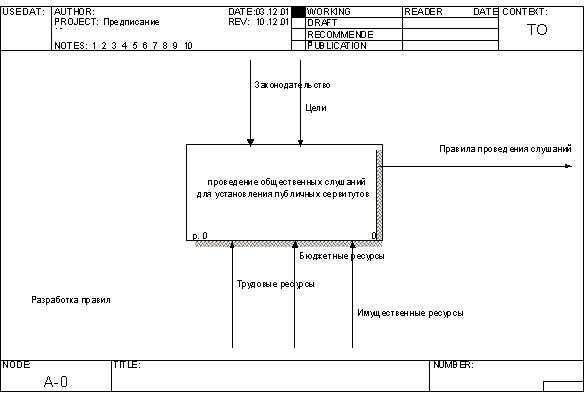 USED AT: AUTHOR: DATE:03.12.01 WORKING READER DATE CONTEXT:
PROJECT: Предписание REV: 10.12.01 DRAFT
RECOMMENDE
NOTES: 1 2 3 4 5 6 7 8 9 10 PUBLICATION
TO
Законодательство
Цели
Правила проведения слушаний
проведение общественных слушаний
для установления публичных сервитутов
р. 0 0
Бюджетные ресурсы
Трудовые ресурсы
Разработка правил
Имущественные ресурсы
NODE: TITLE: NUMBER:
A-0